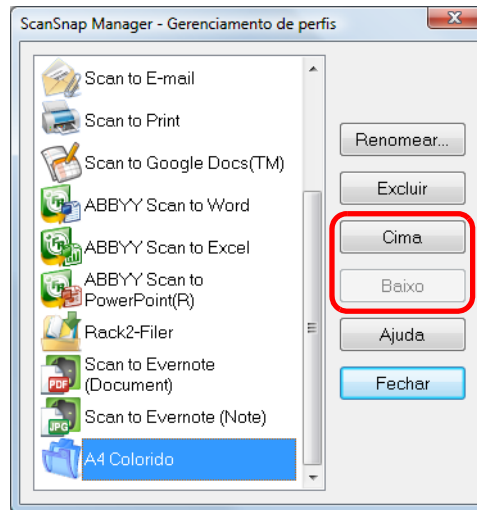 ScanSnap Manager - Gerenciamento de perfis
Scan to E-mail
Scan to Print
Scan to Google Docs(TM)
ABBYY Scan to Word
ABBYY Scan to Excel
ABBYY Scan to
PowerPoint(R)
Rack2-Filer
PDF
Scan to Evernote
(Document)
JPG
Scan to Evernote (Note)
A4 Colorido
Renomear...
Excluir
Cima
Baixo
Ajuda
Fechar